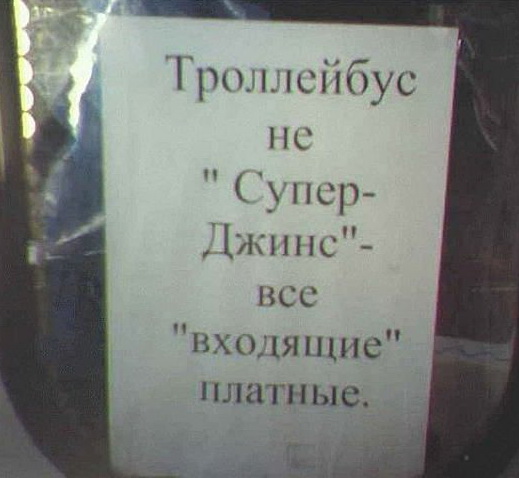 Троллейбус
не
" Супер-
Джинс"-
все
"входящие"
платные.